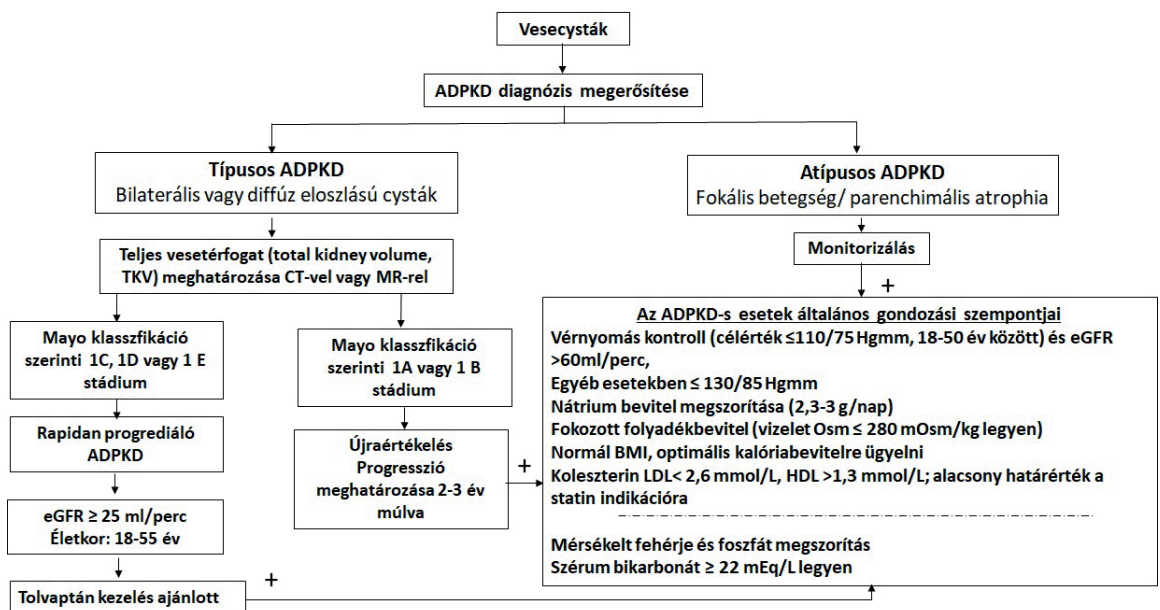 Vesecysták
ADPKD diagnózis megerősítése
Típusos ADPKD
Bilaterális vagy diffúz eloszlású cysták
Atípusos ADPKD
Fokális betegség/ parenchimális atrophia
Teljes vesetérfogat (total kidney volume,
TKV) meghatározása CT-vel vagy MR-rel
Monitorizálás
+
Mayo klasszfikáció
szerinti 1C, 1D vagy 1 E
stádium
Mayo klasszfikáció
szerinti 1A vagy 1 B
stádium
Rapidan progrediáló
ADPKD
Újraértékelés
Progresszió
meghatározása 2-3 év
múlva
+
eGFR ≥ 25 ml/perc
Életkor: 18-55 év
Tolvaptán kezelés ajánlott
+
Az ADPKD-s esetek általános gondozási szempontjai
Vérnyomás kontroll (célérték ≤110/75 Hgmm, 18-50 év között) és eGFR
>60ml/perc,
Egyéb esetekben ≤ 130/85 Hgmm
Nátrium bevitel megszorítása (2,3-3 g/nap)
Fokozott folyadékbevitel (vizelet Osm ≤ 280 mOsm/kg legyen)
Normál BMI, optimális kalóriabevitelre ügyelni
Koleszterin LDL< 2,6 mmol/L, HDL >1,3 mmol/L; alacsony határérték a
statin indikációra
Mérsékelt fehérje és foszfát megszorítás
Szérum bikarbonát ≥ 22 mEq/L legyen